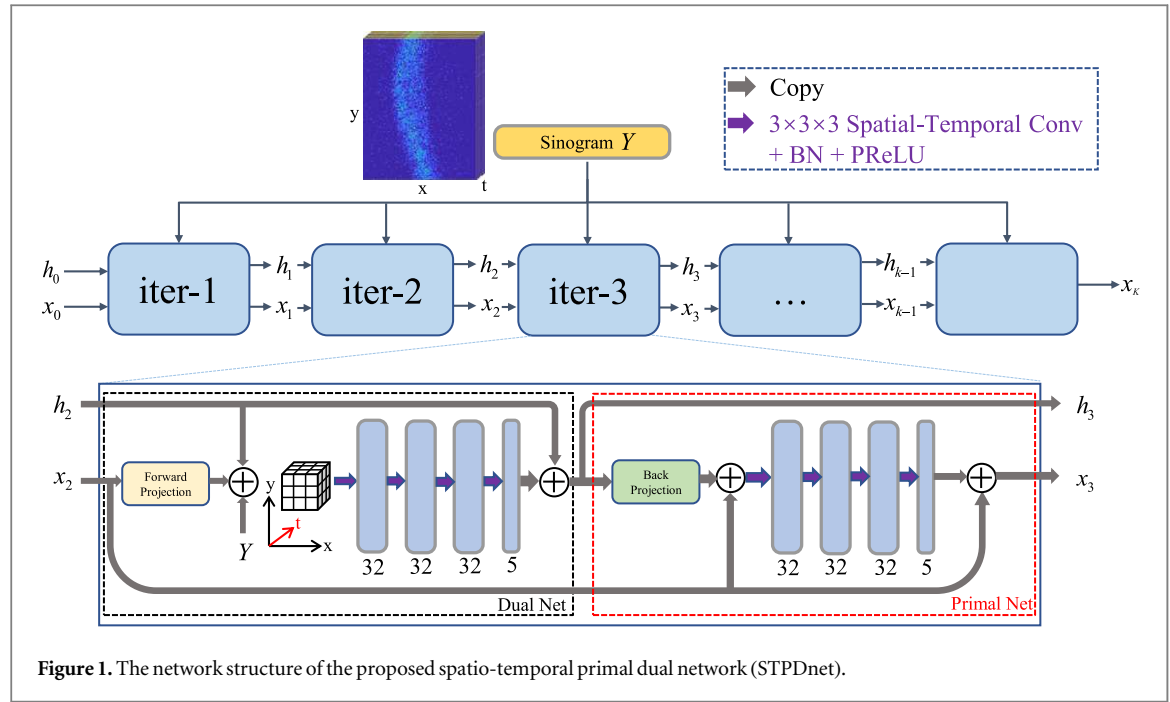 y
x
t
Sinogram Y
Copy
3×3×3 Spatial-Temporal Conv
+ BN + PReLU
h₀
x₀
iter-1
h₁
x₁
iter-2
h₂
x₂
iter-3
h₃
x₃
...
hₖ₋₁
xₖ₋₁
x_K
h₂
x₂
Forward
Projection
Y
y
t
x
32
32
32
5
Dual Net
Back
Projection
32
32
32
5
Primal Net
h₃
x₃
Figure 1. The network structure of the proposed spatio-temporal primal dual network (STPDnet).